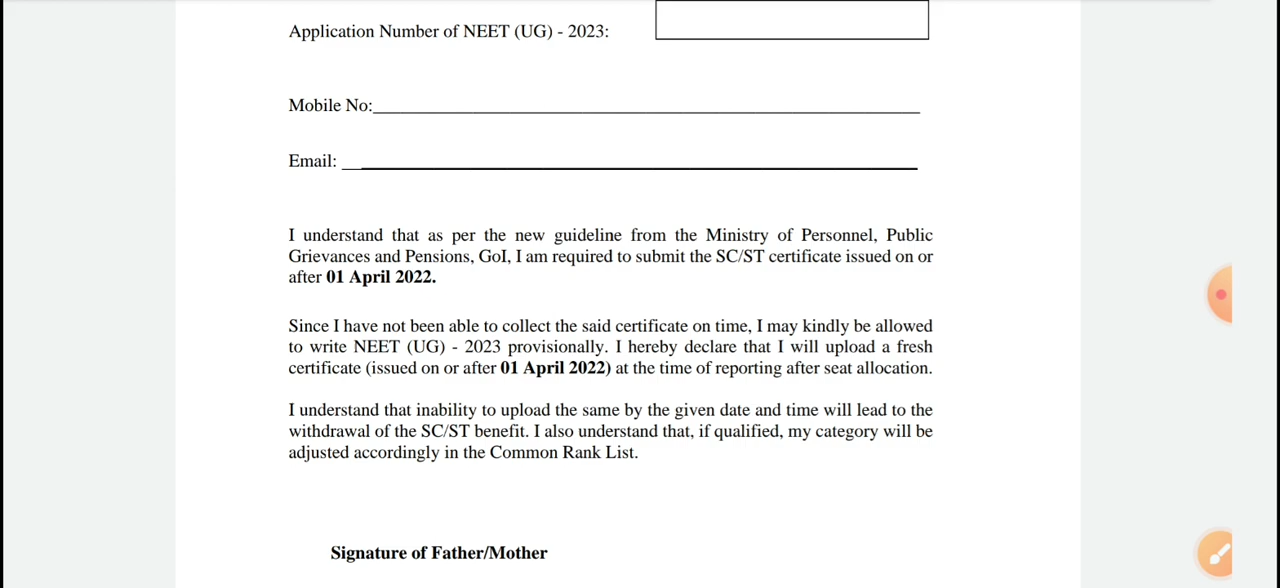 Application Number of NEET (UG) - 2023:
Mobile No:
Email:
I understand that as per the new guideline from the Ministry of Personnel, Public
Grievances and Pensions, GoI, I am required to submit the SC/ST certificate issued on or
after 01 April 2022.
Since I have not been able to collect the said certificate on time, I may kindly be allowed
to write NEET (UG) - 2023 provisionally. I hereby declare that I will upload a fresh
certificate (issued on or after 01 April 2022) at the time of reporting after seat allocation.
I understand that inability to upload the same by the given date and time will lead to the
withdrawal of the SC/ST benefit. I also understand that, if qualified, my category will be
adjusted accordingly in the Common Rank List.
Signature of Father/Mother